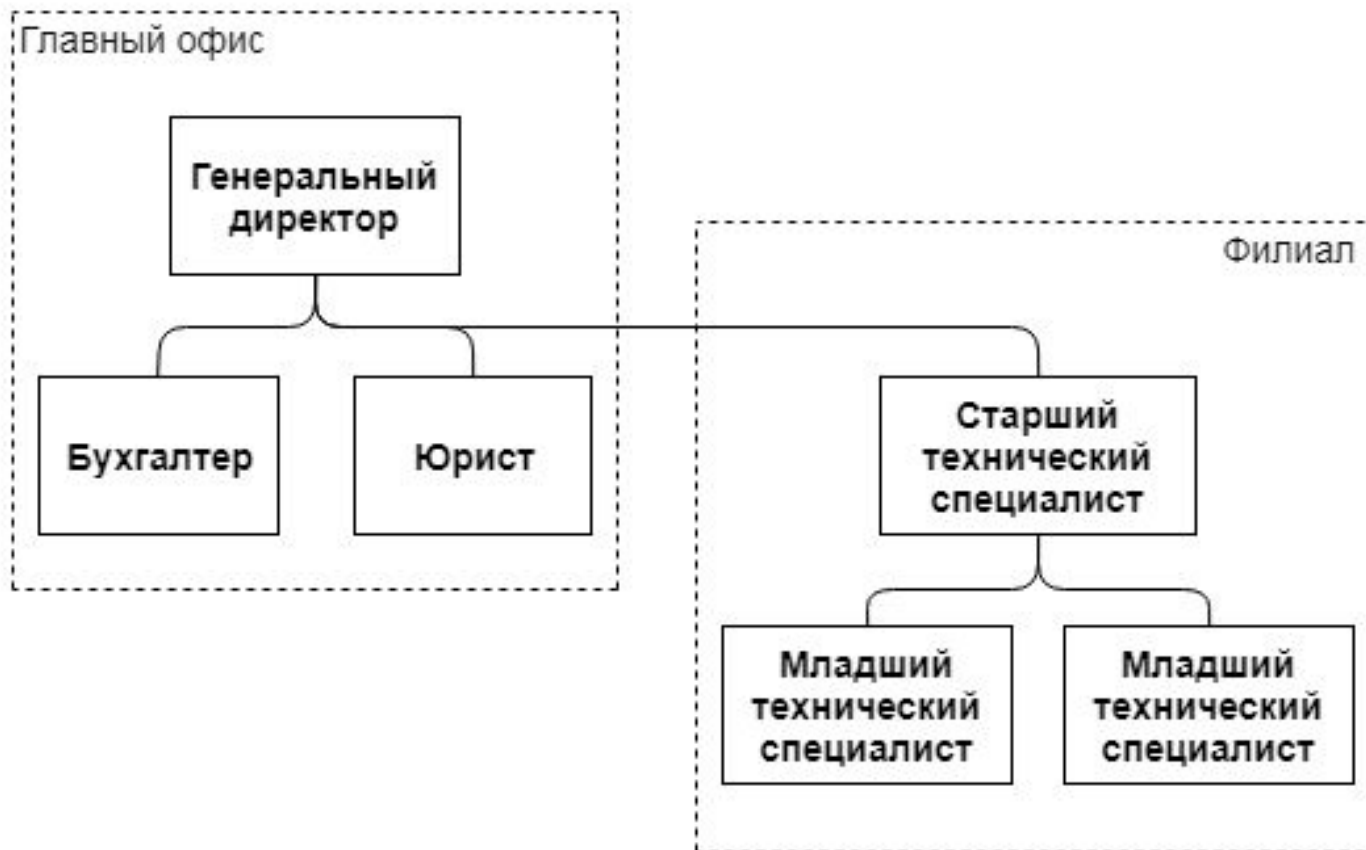 Главный офис
Генеральный
директор
Филиал
Бухгалтер
Юрист
Старший
технический
специалист
Младший
технический
специалист
Младший
технический
специалист